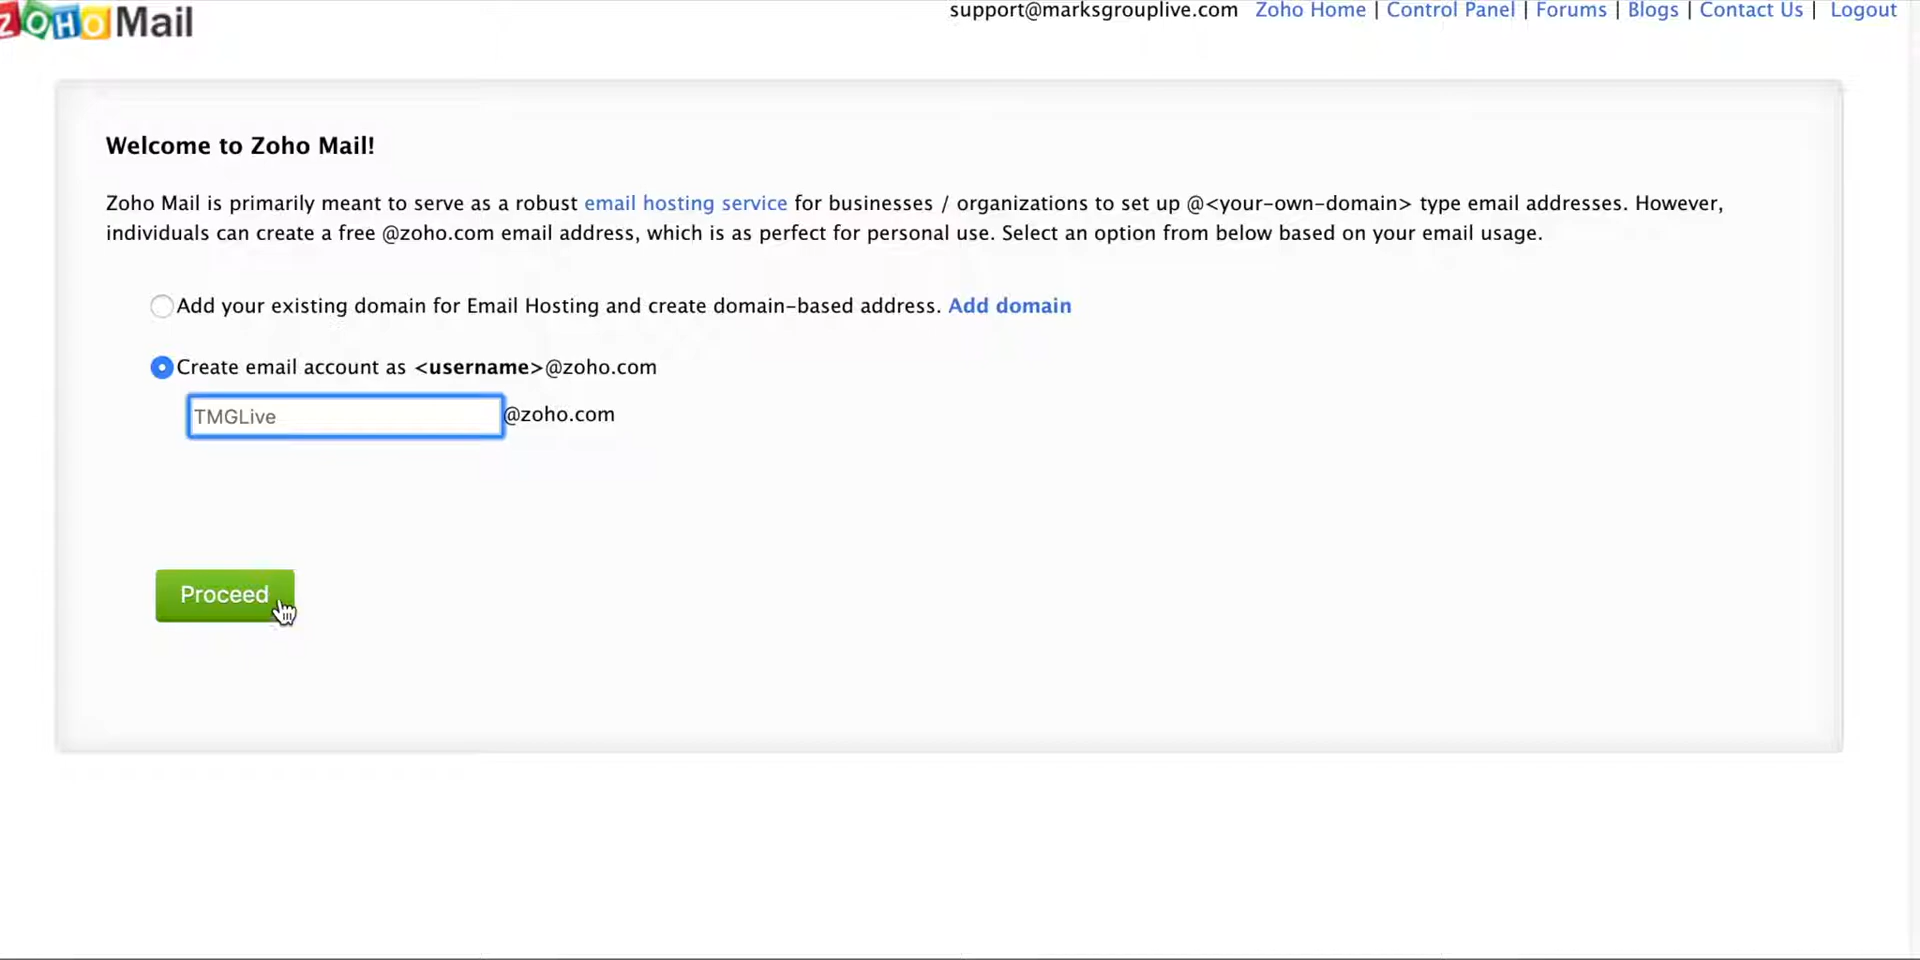 ZOHO Mail
support@marksgrouplive.com Zoho Home | Control Panel | Forums | Blogs | Contact Us | Logout
Welcome to Zoho Mail!
Zoho Mail is primarily meant to serve as a robust email hosting service for businesses / organizations to set up @<your-own-domain> type email addresses. However,
individuals can create a free @zoho.com email address, which is as perfect for personal use. Select an option from below based on your email usage.
Add your existing domain for Email Hosting and create domain-based address. Add domain
Create email account as <username>@zoho.com
TMGLive @zoho.com
Proceed